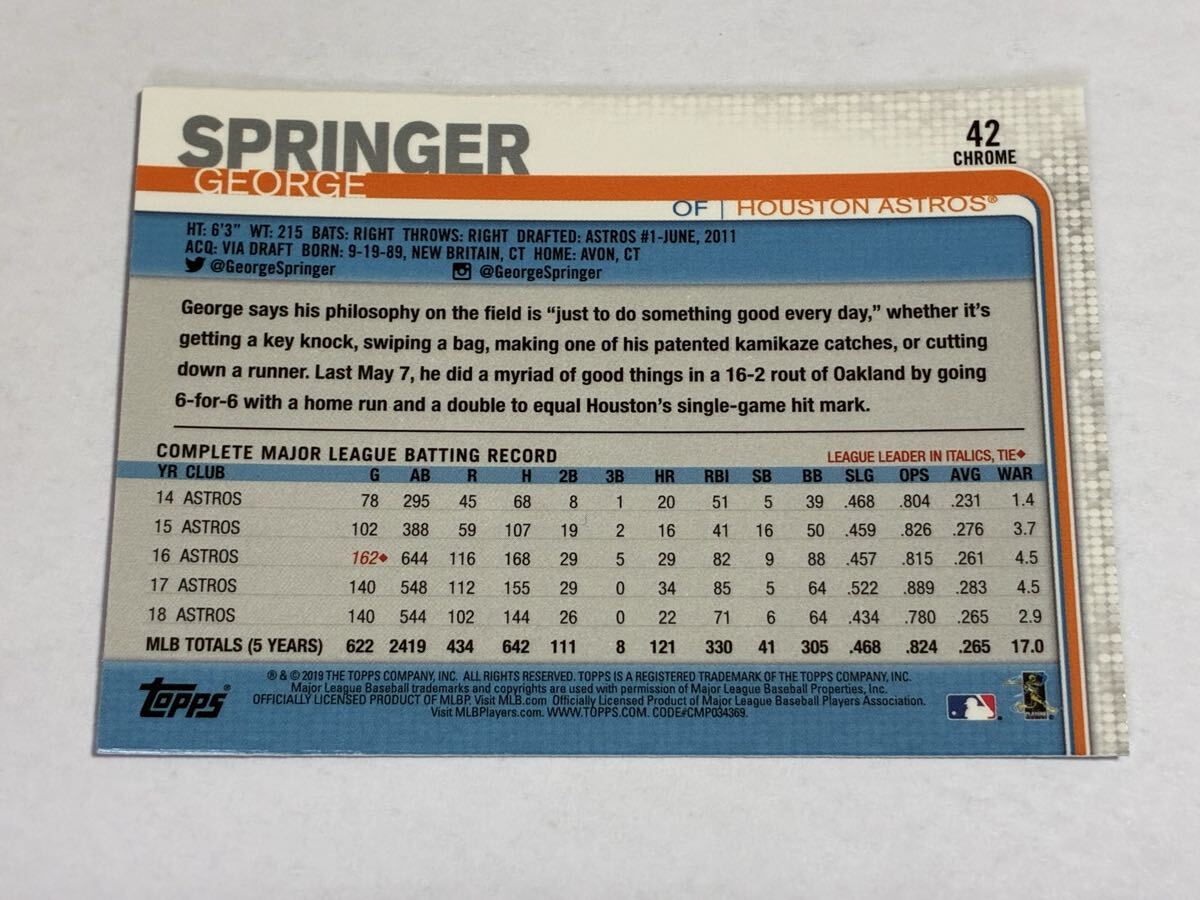 SPRINGER
GEORGE
42
CHROME
OF | HOUSTON ASTROS®
HT: 6'3" WT: 215 BATS: RIGHT THROWS: RIGHT DRAFTED: ASTROS #1-JUNE, 2011
ACQ: VIA DRAFT BORN: 9-19-89, NEW BRITAIN, CT HOME: AVON, CT
@GeorgeSpringer @GeorgeSpringer
George says his philosophy on the field is “just to do something good every day,” whether it’s
getting a key knock, swiping a bag, making one of his patented kamikaze catches, or cutting
down a runner. Last May 7, he did a myriad of good things in a 16-2 rout of Oakland by going
6-for-6 with a home run and a double to equal Houston’s single-game hit mark.
COMPLETE MAJOR LEAGUE BATTING RECORD LEAGUE LEADER IN ITALICS, TIE◆
YR CLUB G AB R H 2B 3B HR RBI SB BB SLG OPS AVG WAR
14 ASTROS 78 295 45 68 8 1 20 51 5 39 .468 .804 .231 1.4
15 ASTROS 102 388 59 107 19 2 16 41 16 50 .459 .826 .276 3.7
16 ASTROS 162◆ 644 116 168 29 5 29 82 9 88 .457 .815 .261 4.5
17 ASTROS 140 548 112 155 29 0 34 85 5 64 .522 .889 .283 4.5
18 ASTROS 140 544 102 144 26 0 22 71 6 64 .434 .780 .265 2.9
MLB TOTALS (5 YEARS) 622 2419 434 642 111 8 121 330 41 305 .468 .824 .265 17.0
TOPPS®
® & © 2019 THE TOPPS COMPANY, INC. ALL RIGHTS RESERVED. TOPPS IS A REGISTERED TRADEMARK OF THE TOPPS COMPANY, INC.
Major League Baseball trademarks and copyrights are used with permission of Major League Baseball Properties, Inc.
OFFICIALLY LICENSED PRODUCT OF MLBP. Visit MLB.com Officially Licensed Product of Major League Baseball Players Association.
Visit MLBPlayers.com. WWW.TOPPS.COM. CODE#CMP034369.